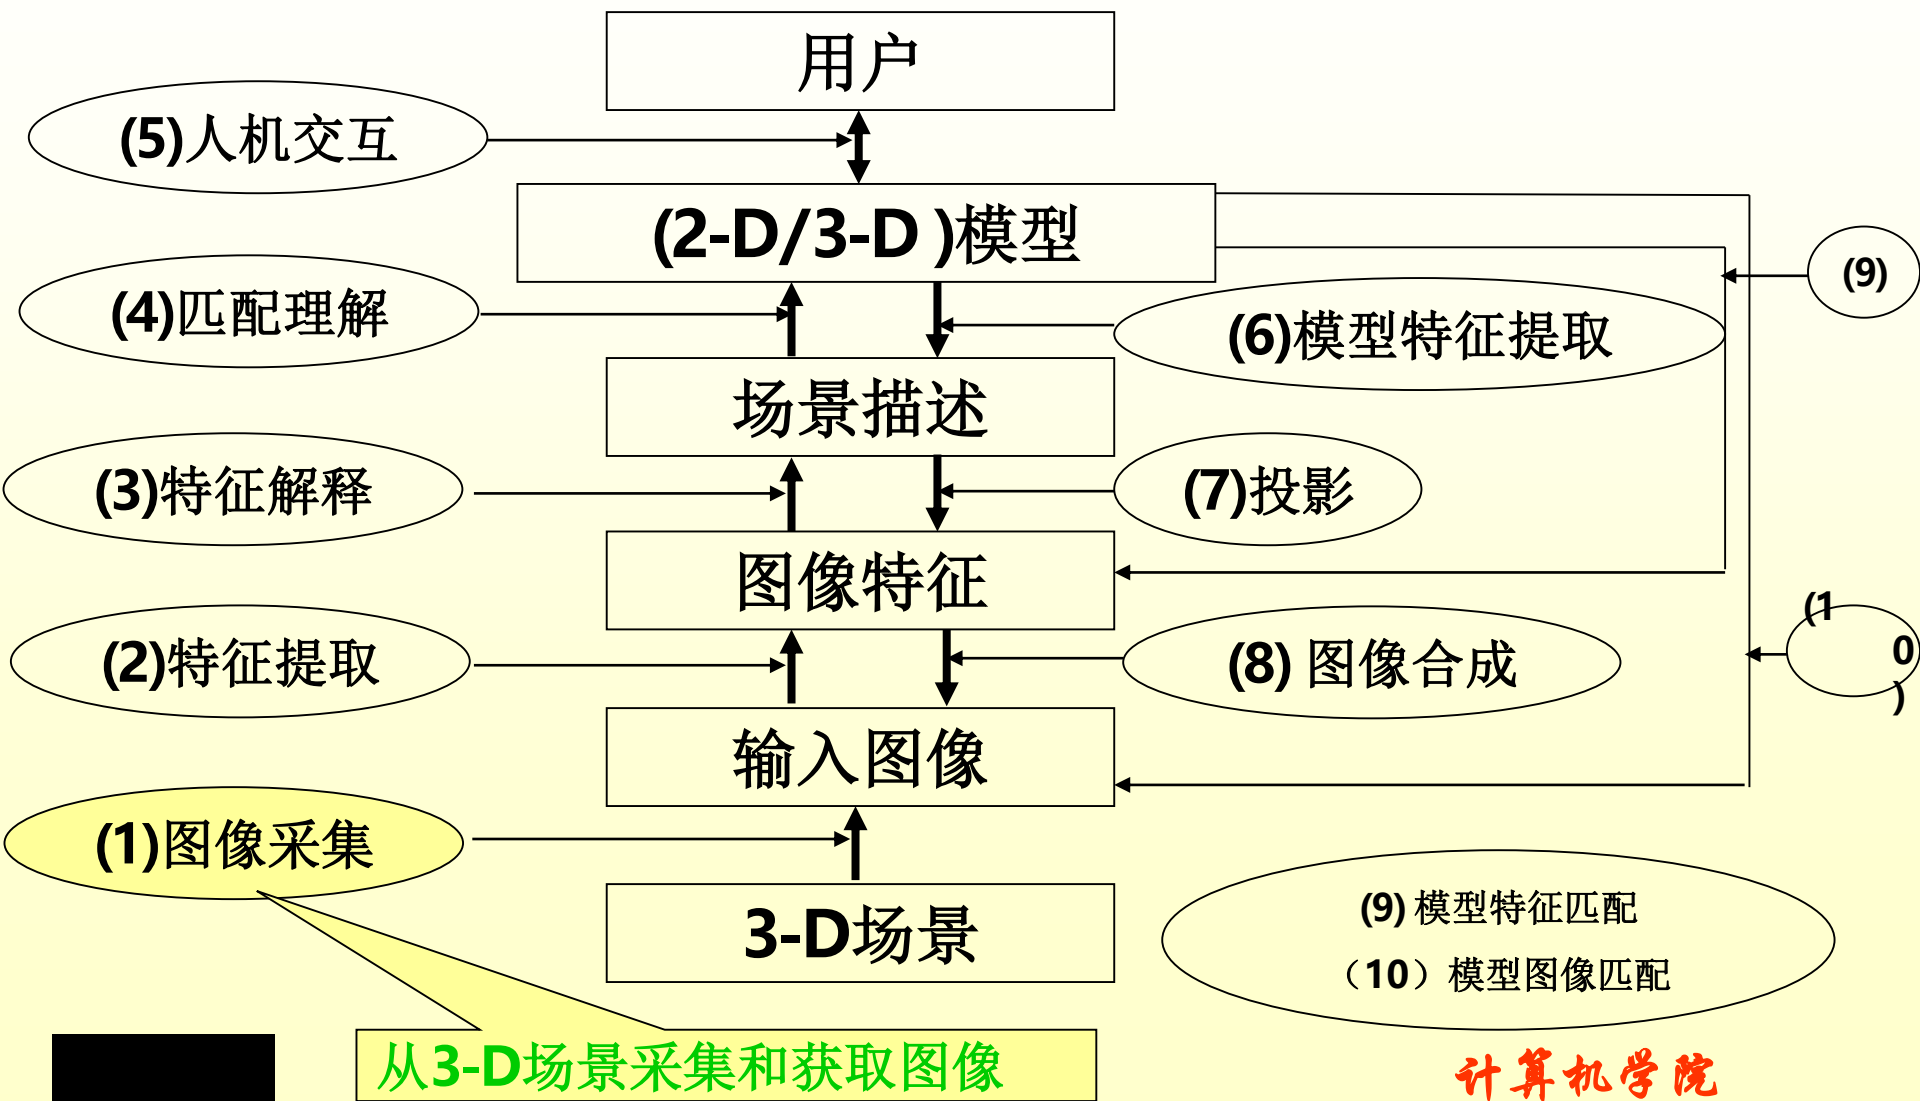 用户
(5)人机交互
(2-D/3-D )模型
(9)
(4)匹配理解
(6)模型特征提取
场景描述
(3)特征解释
(7)投影
图像特征
(10)
(2)特征提取
(8) 图像合成
输入图像
(1)图像采集
3-D场景
(9) 模型特征匹配
（10）模型图像匹配
从3-D场景采集和获取图像
计算机学院